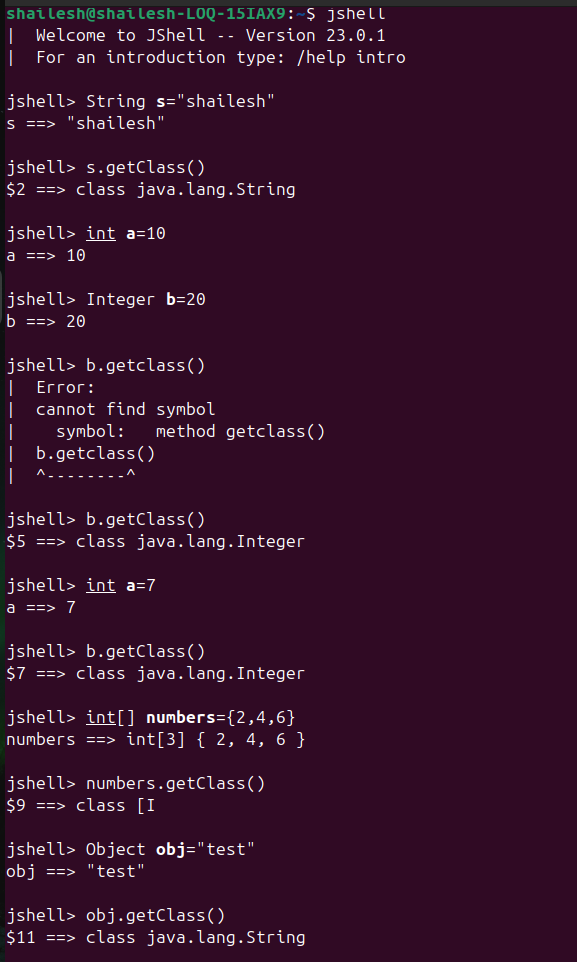 shailesh@shailesh-LOQ-15IAX9:~$ jshell
|  Welcome to JShell -- Version 23.0.1
|  For an introduction type: /help intro
jshell> String s="shailesh"
s ==> "shailesh"
jshell> s.getClass()
$2 ==> class java.lang.String
jshell> int a=10
a ==> 10
jshell> Integer b=20
b ==> 20
jshell> b.getclass()
|  Error:
|  cannot find symbol
|    symbol:   method getclass()
|  b.getclass()
|  ^--------^
jshell> b.getClass()
$5 ==> class java.lang.Integer
jshell> int a=7
a ==> 7
jshell> b.getClass()
$7 ==> class java.lang.Integer
jshell> int[] numbers={2,4,6}
numbers ==> int[3] { 2, 4, 6 }
jshell> numbers.getClass()
$9 ==> class [I
jshell> Object obj="test"
obj ==> "test"
jshell> obj.getClass()
$11 ==> class java.lang.String